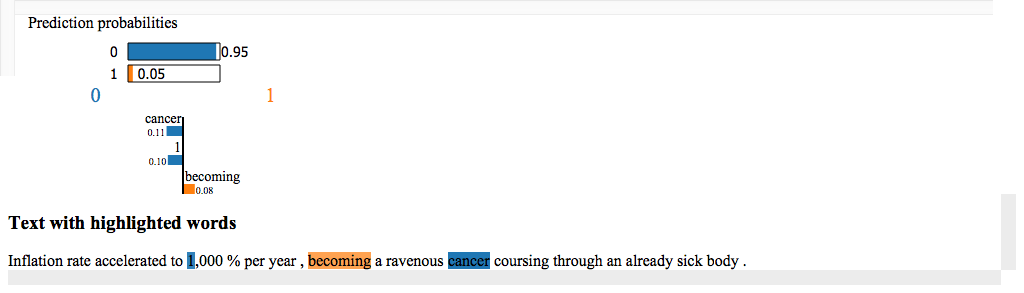 Prediction probabilities
0 0.95
1 0.05
0 1
cancer
0.11
1
0.10
becoming
0.08
Text with highlighted words
Inflation rate accelerated to 1,000 % per year , becoming a ravenous cancer coursing through an already sick body .